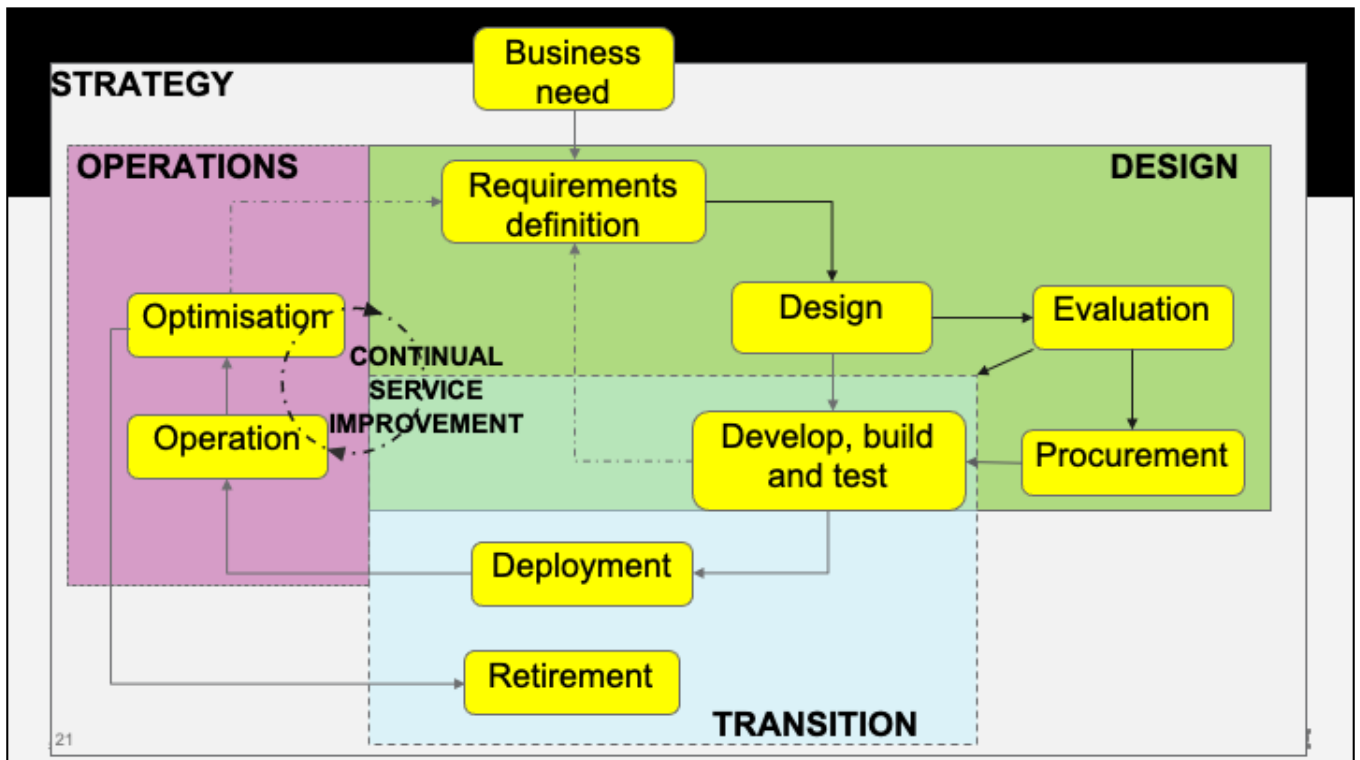 Business
need
STRATEGY
OPERATIONS
DESIGN
Requirements
definition
Optimisation
Design
Evaluation
CONTINUAL
SERVICE
IMPROVEMENT
Operation
Develop, build
and test
Procurement
Deployment
Retirement
TRANSITION
21